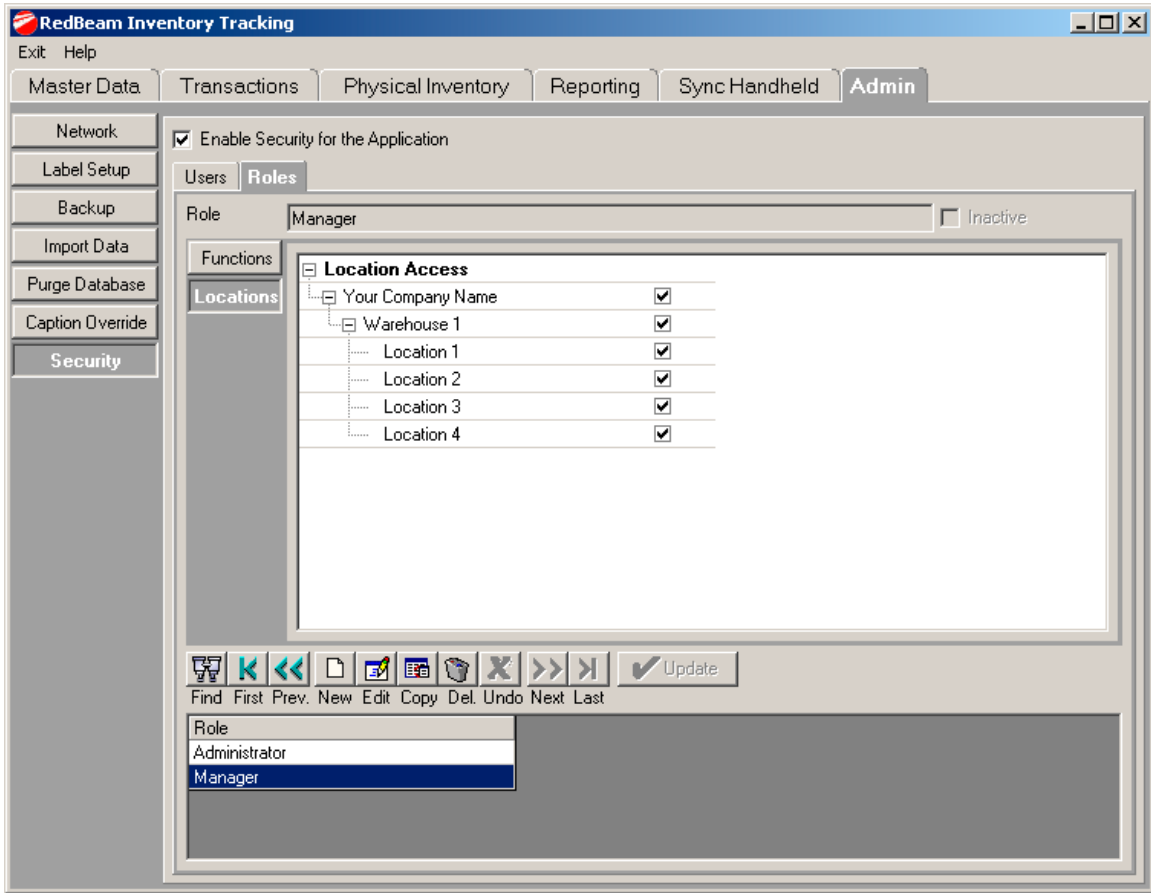 RedBeam Inventory Tracking
Exit Help
Master Data Transactions Physical Inventory Reporting Sync Handheld Admin
Network
Label Setup
Backup
Import Data
Purge Database
Caption Override
Security
Enable Security for the Application
Users Roles
Role Manager Inactive
Functions
Locations
Location Access
Your Company Name
Warehouse 1
Location 1
Location 2
Location 3
Location 4
Update
Find First Prev. New Edit Copy Del. Undo Next Last
Role
Administrator
Manager